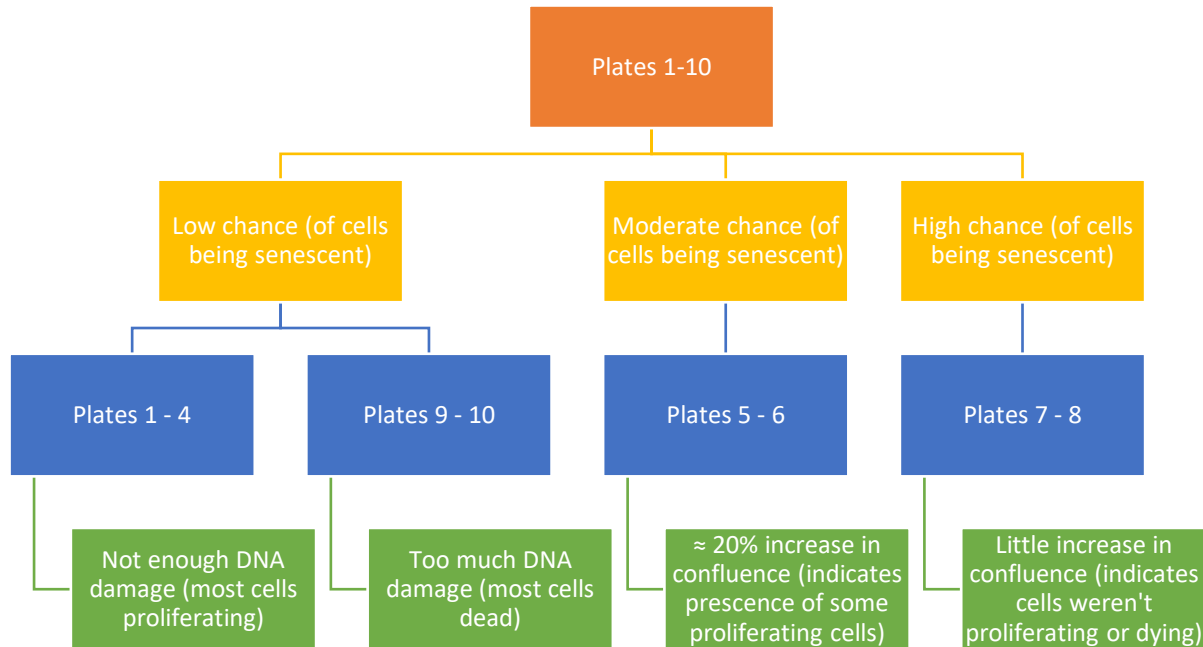 Plates 1-10
Low chance (of cells
being senescent)
Moderate chance (of
cells being senescent)
High chance (of cells
being senescent)
Plates 1 - 4
Plates 9 - 10
Plates 5 - 6
Plates 7 - 8
Not enough DNA
damage (most cells
proliferating)
Too much DNA
damage (most cells
dead)
≈ 20% increase in
confluence (indicates
prescence of some
proliferating cells)
Little increase in
confluence (indicates
cells weren't
proliferating or dying)